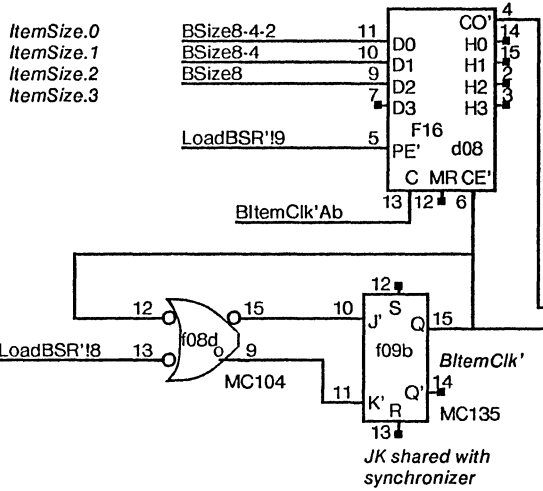 4
CO'
ItemSize.0 BSize8-4-2 11 D0 H0 14
ItemSize.1 BSize8-4 10 D1 H1 15
ItemSize.2 BSize8 9 D2 H2 2
ItemSize.3 7 D3 H3 3
F16
LoadBSR'!9 5 PE' d08
C MR CE'
13 12 6
BItemClk'Ab
12 S
12 15 10 J' Q 15
f08d f09b
LoadBSR'!8 13 9 BItemClk'
MC104 11 K' Q' 14
R MC135
13
JK shared with
synchronizer